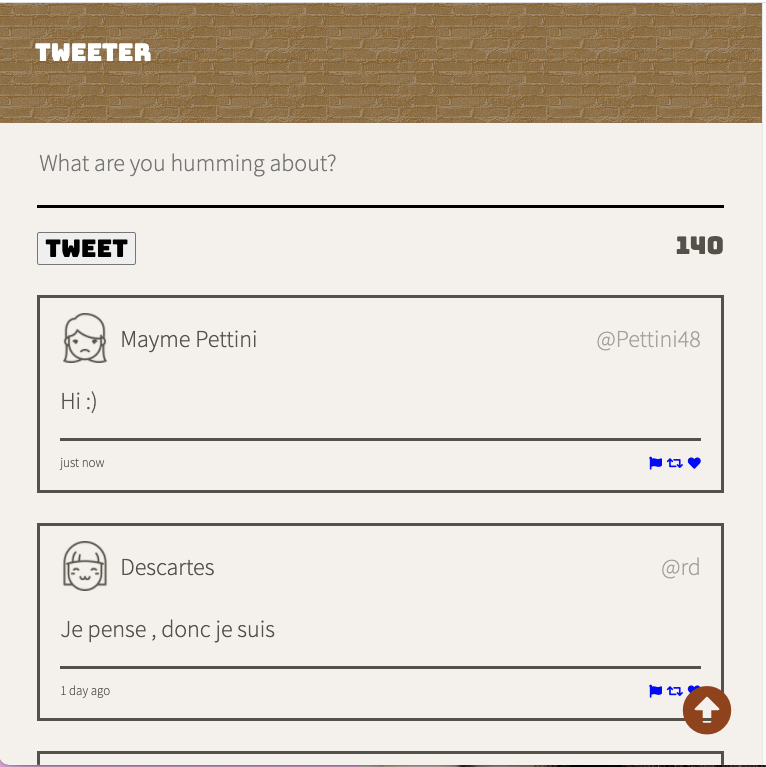 TWEETER
What are you humming about?
TWEET
140
Mayme Pettini
@Pettini48
Hi :)
just now
Descartes
@rd
Je pense , donc je suis
1 day ago